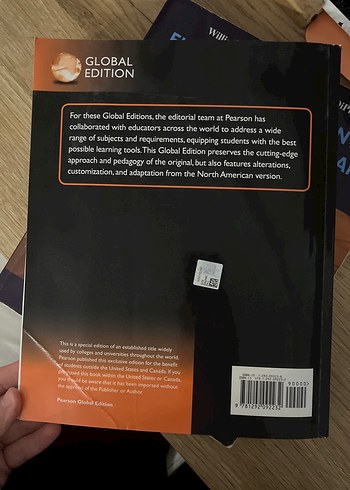 GLOBAL
EDITION
For these Global Editions, the editorial team at Pearson has
collaborated with educators across the world to address a wide
range of subjects and requirements, equipping students with the best
possible learning tools. This Global Edition preserves the cutting-edge
approach and pedagogy of the original, but also features alterations,
customization, and adaptation from the North American version.
This is a special edition of an established title widely
used by colleges and universities throughout the world.
Pearson published this exclusive edition for the benefit
of students outside the United States and Canada. If you
purchased this book within the United States or Canada,
you should be aware that it has been imported without
the approval of the Publisher or Author.
Pearson Global Edition
90000
9 781292 092232